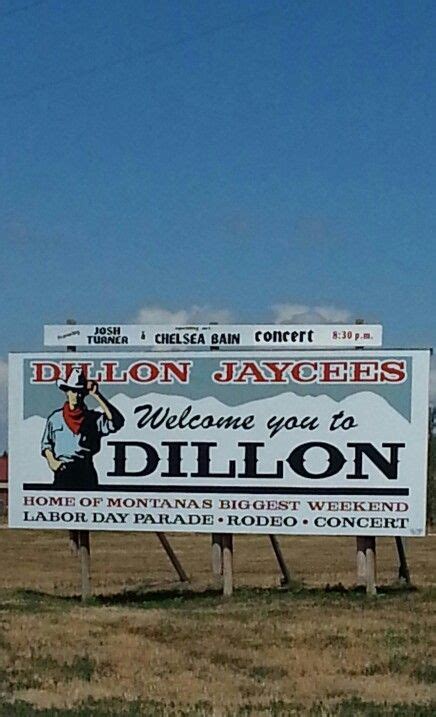 JOSH TURNER & CHELSEA BAIN concert 8:30 p.m.
DILLON JAYCEES
Welcome you to
DILLON
HOME OF MONTANAS BIGGEST WEEKEND
LABOR DAY PARADE • RODEO • CONCERT